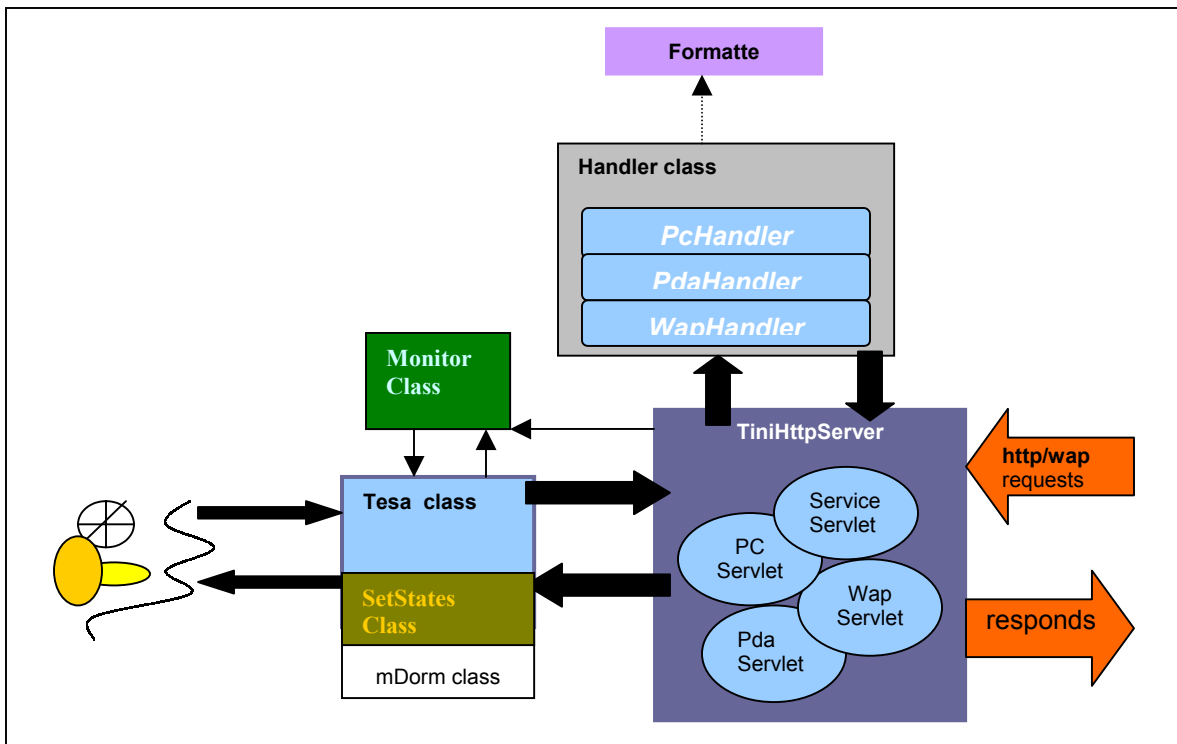 Formatte
Handler class
PcHandler
PdaHandler
WapHandler
Monitor
Class
TiniHttpServer
http/wap
requests
Tesa class
Service
Servlet
PC
Servlet
Wap
Servlet
SetStates
Class
Pda
Servlet
responds
mDorm class